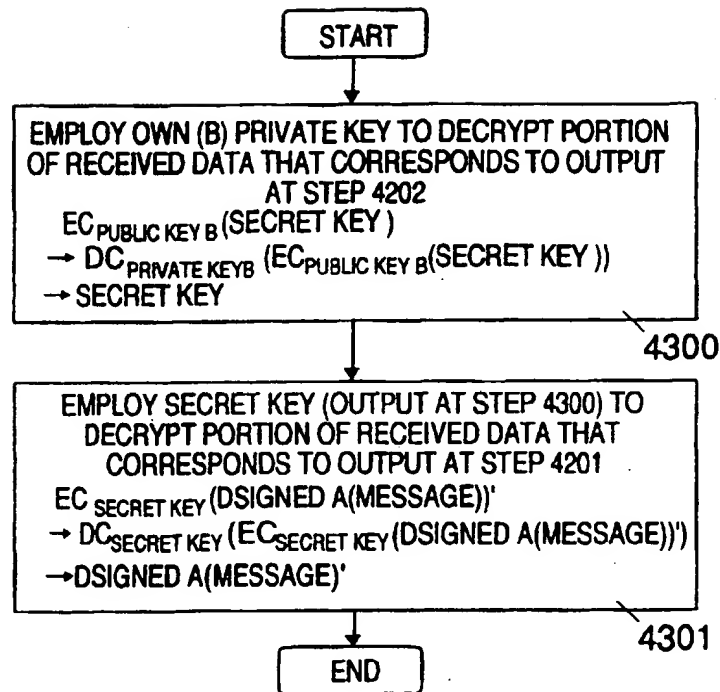 START
EMPLOY OWN (B) PRIVATE KEY TO DECRYPT PORTION
OF RECEIVED DATA THAT CORRESPONDS TO OUTPUT
AT STEP 4202
EC PUBLIC KEY B (SECRET KEY )
→ DC PRIVATE KEYB (EC PUBLIC KEY B(SECRET KEY ))
→ SECRET KEY
4300
EMPLOY SECRET KEY (OUTPUT AT STEP 4300) TO
DECRYPT PORTION OF RECEIVED DATA THAT
CORRESPONDS TO OUTPUT AT STEP 4201
EC SECRET KEY (DSIGNED A(MESSAGE))'
→ DC SECRET KEY (EC SECRET KEY (DSIGNED A(MESSAGE))')
→DSIGNED A(MESSAGE)'
4301
END